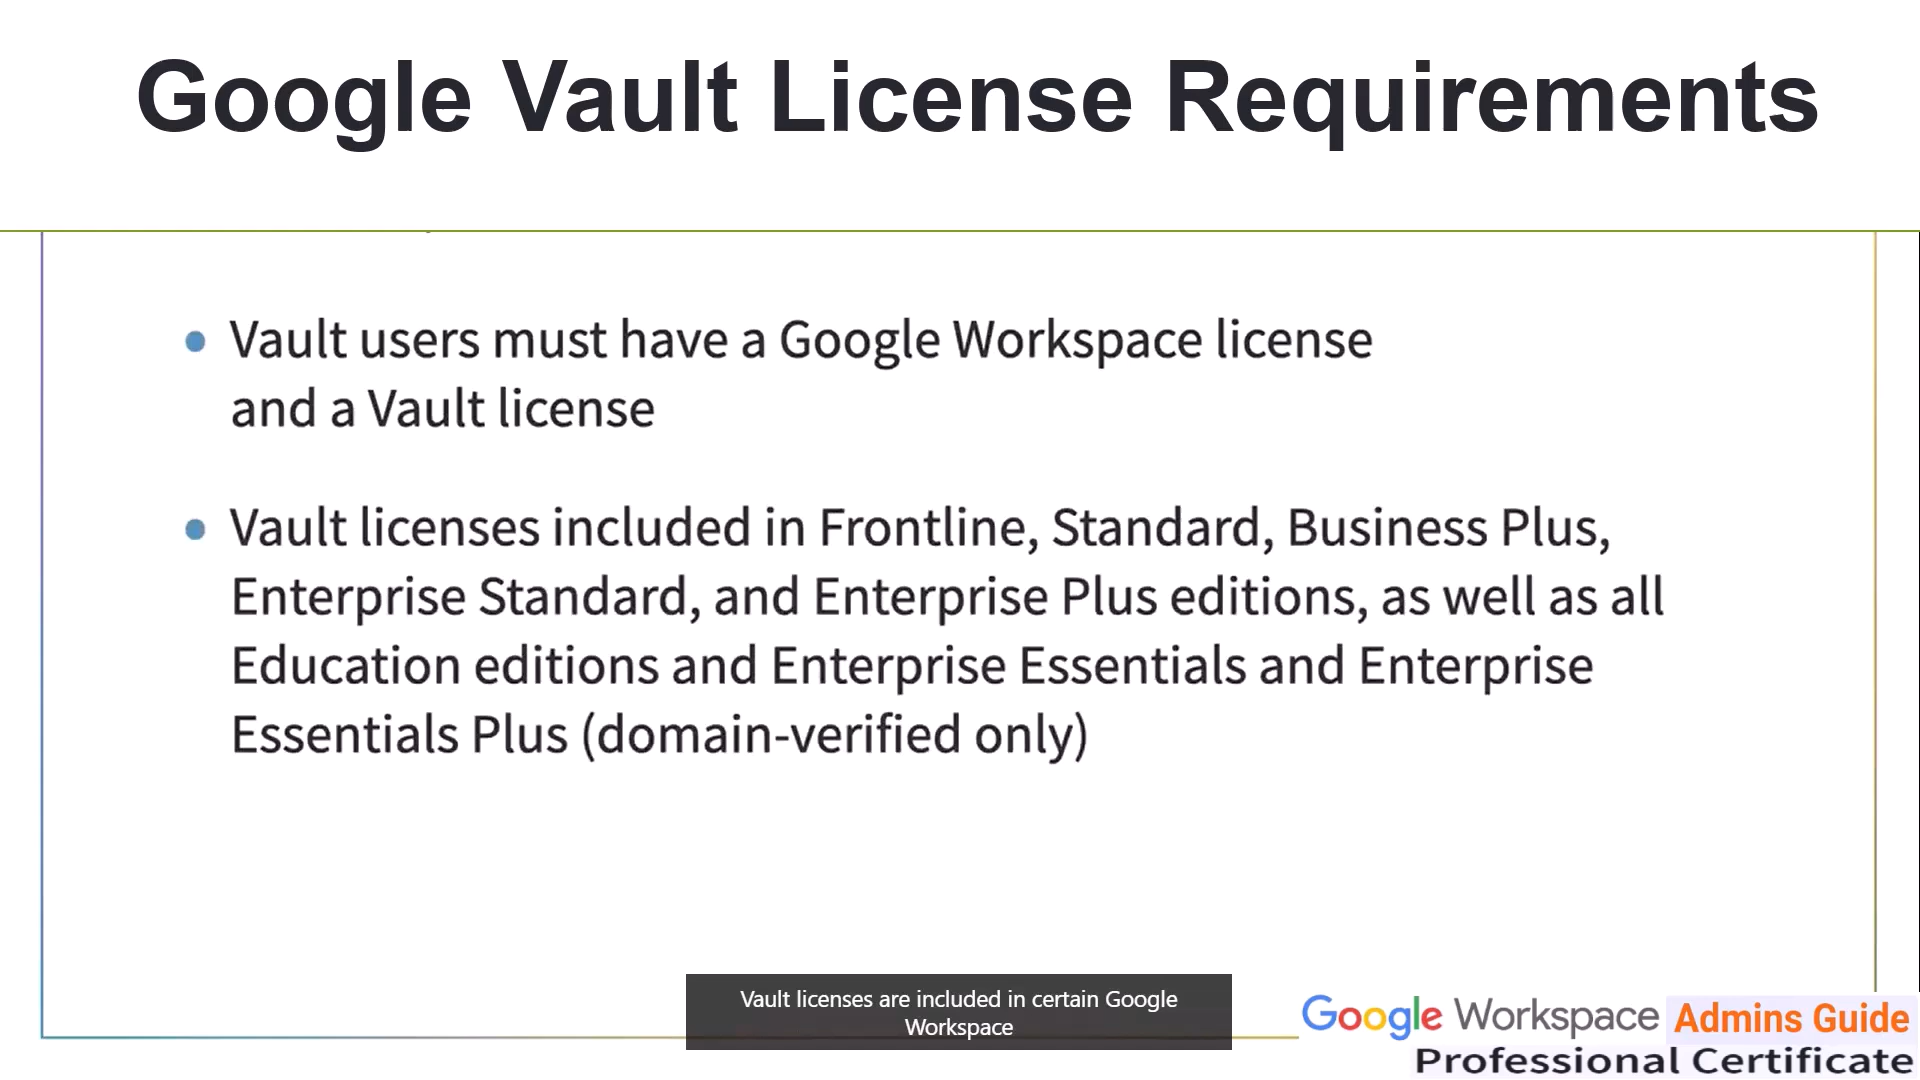 Google Vault License Requirements
• Vault users must have a Google Workspace license
and a Vault license
• Vault licenses included in Frontline, Standard, Business Plus,
Enterprise Standard, and Enterprise Plus editions, as well as all
Education editions and Enterprise Essentials and Enterprise
Essentials Plus (domain-verified only)
Vault licenses are included in certain Google
Workspace
Google Workspace Admins Guide
Professional Certificate